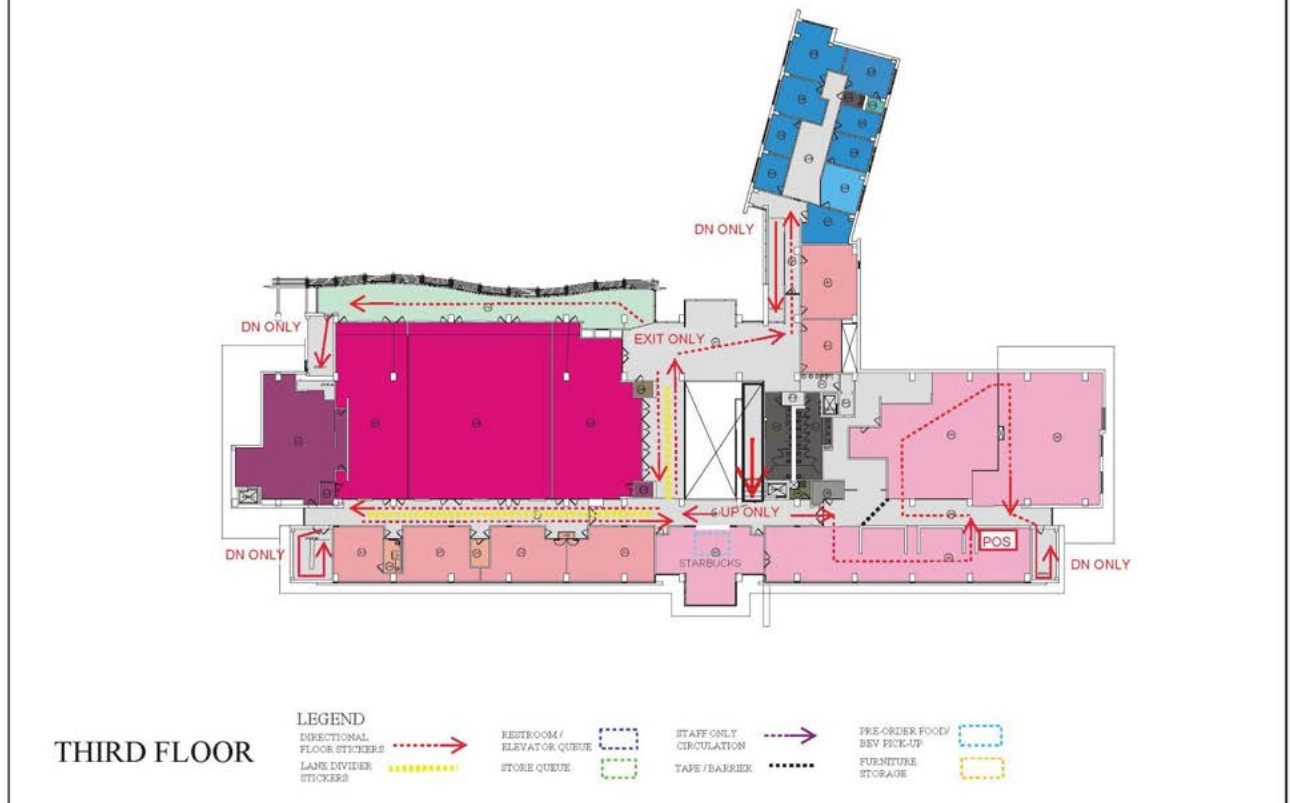 DN ONLY
DN ONLY
EXIT ONLY
UP ONLY
POS
STARBUCKS
DN ONLY
DN ONLY
LEGEND
DIRECTIONAL
FLOOR STICKERS
LANE DIVIDER
STICKERS
RESTROOM /
ELEVATOR QUEUE
STORE QUEUE
STAFF ONLY
CIRCULATION
TAPE / BARRIER
PRE-ORDER FOOD/
BEV PICK-UP
FURNITURE
STORAGE
THIRD FLOOR